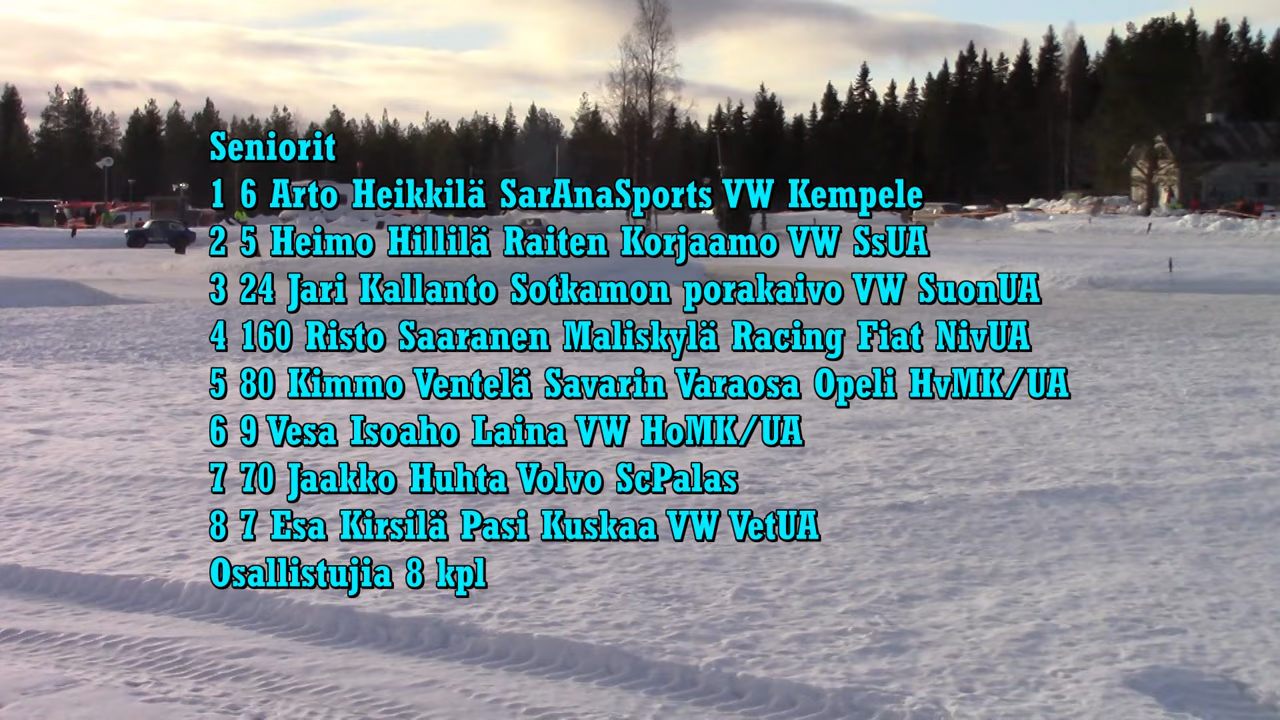 Seniorit
1 6 Arto Heikkilä SarAnaSports VW Kempele
2 5 Heimo Hillilä Raiten Korjaamo VW SsUA
3 24 Jari Kallanto Sotkamon porakaivo VW SuonUA
4 160 Risto Saaranen Maliskylä Racing Fiat NivUA
5 80 Kimmo Ventelä Savarin Varaosa Opeli HvMK/UA
6 9 Vesa Isoaho Laina VW HoMK/UA
7 70 Jaakko Huhta Volvo ScPalas
8 7 Esa Kirsilä Pasi Kuskaa VW VetUA
Osallistujia 8 kpl